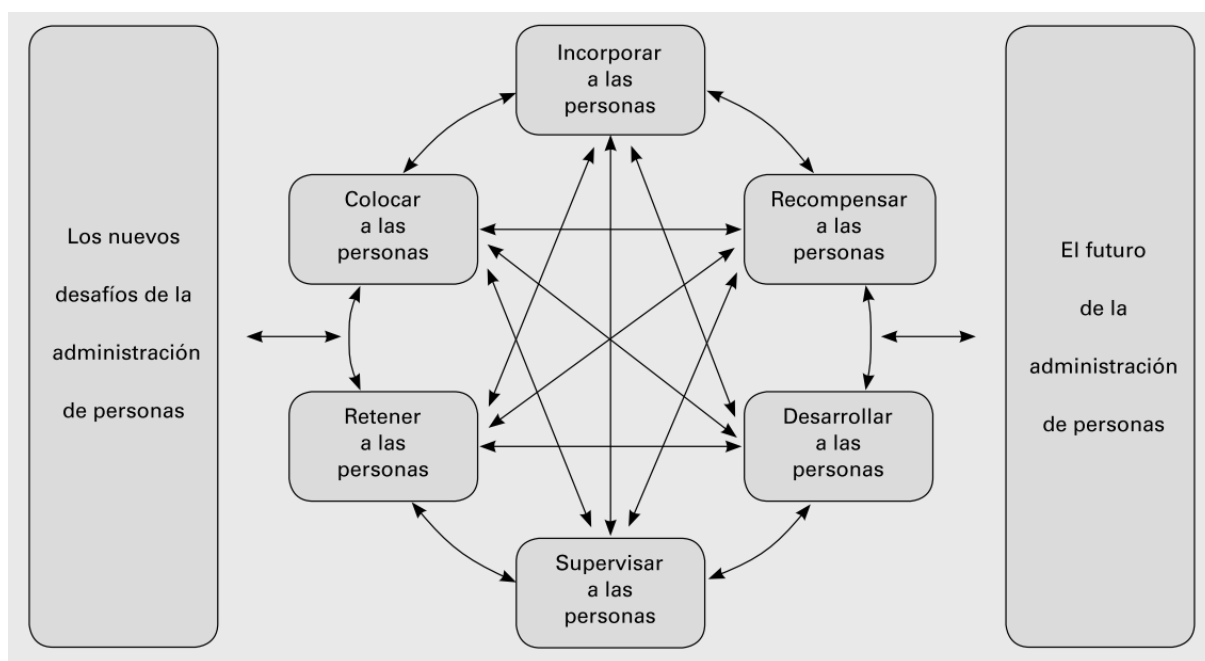 Los nuevos
desafíos de la
administración
de personas
Incorporar
a las
personas
Colocar
a las
personas
Recompensar
a las
personas
Retener
a las
personas
Desarrollar
a las
personas
Supervisar
a las
personas
El futuro
de la
administración
de personas